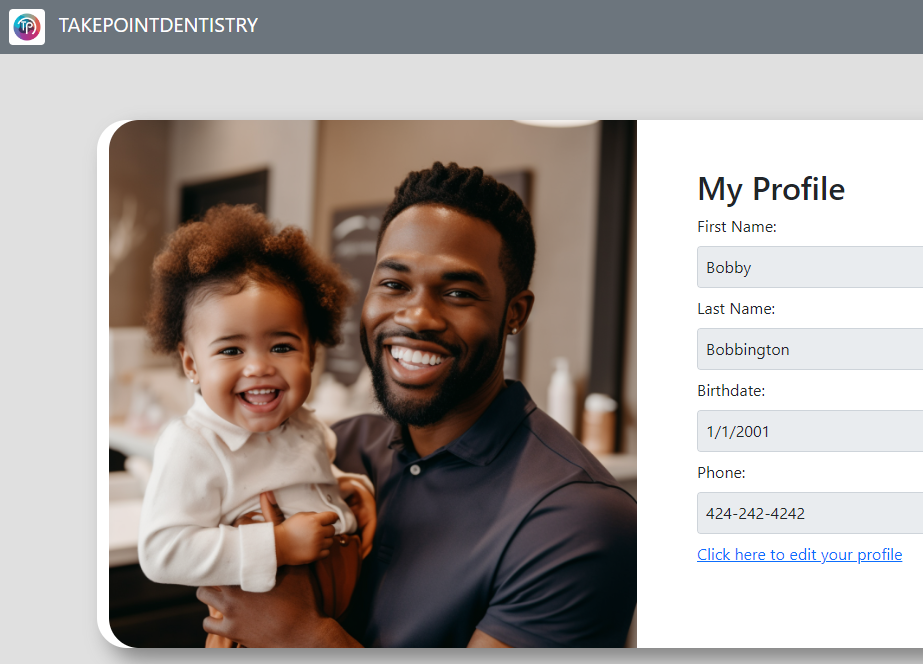 TP
TAKEPOINTDENTISTRY
My Profile
First Name:
Bobby
Last Name:
Bobbington
Birthdate:
1/1/2001
Phone:
424-242-4242
Click here to edit your profile